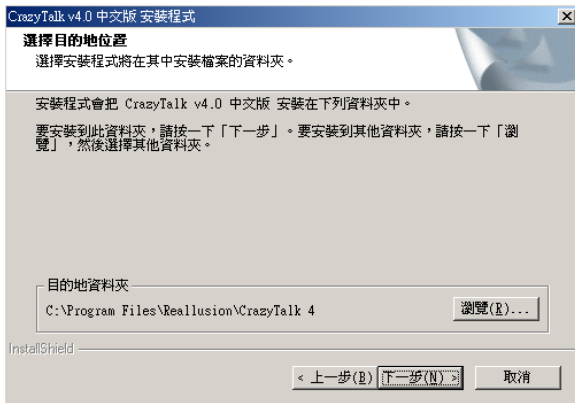 CrazyTalk v4.0 中文版 安裝程式
選擇目的地位置
選擇安裝程式將在其中安裝檔案的資料夾。
安裝程式會把 CrazyTalk v4.0 中文版 安裝在下列資料夾中。
要安裝到此資料夾，請按一下「下一步」。要安裝到其他資料夾，請按一下「瀏
覽」，然後選擇其他資料夾。
目的地資料夾
C:\Program Files\Reallusion\CrazyTalk 4
瀏覽(R)...
InstallShield
< 上一步(B) 下一步(N) > 取消